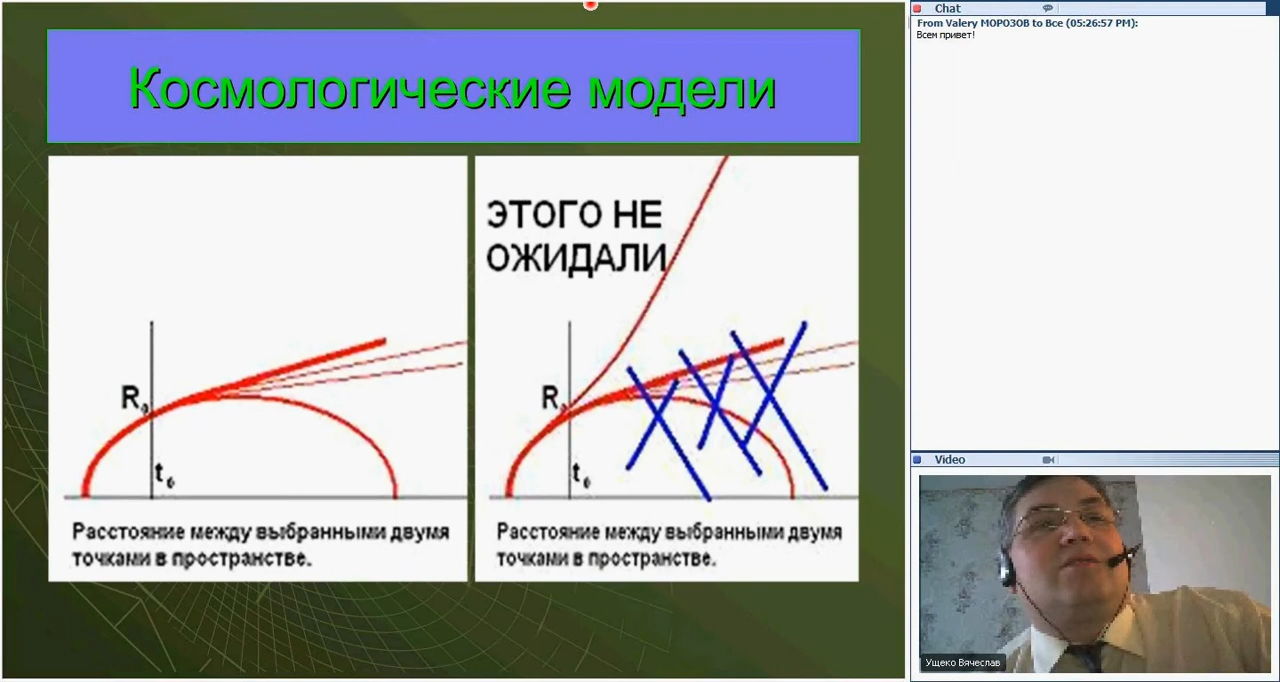 Космологические модели
R₀
t₀
Расстояние между выбранными двумя
точками в пространстве.
ЭТОГО НЕ
ОЖИДАЛИ
R₀
t₀
Расстояние между выбранными двумя
точками в пространстве.
Chat
From Valery МОРОЗОВ to Все (05:26:57 PM):
Всем привет!
Video
Ущеко Вячеслав